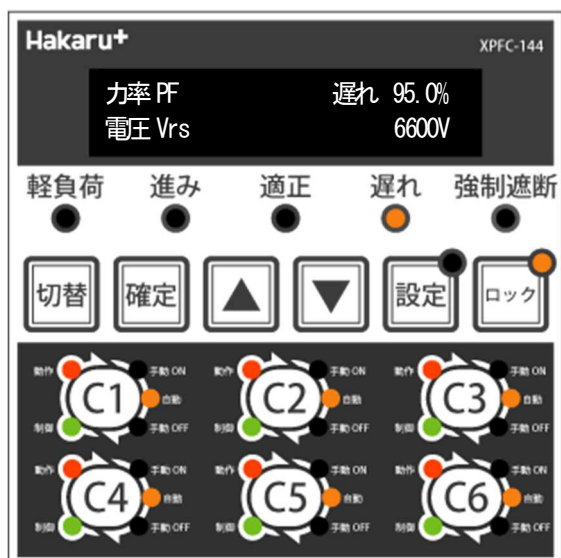 Hakaru+
XPFC-144
力率 PF 遅れ 95.0%
電圧 Vrs 6600V
軽負荷 進み 適正 遅れ 強制遮断
切替 確定 ▲ ▼ 設定 ロック
動作 手動 ON 動作 手動 ON 動作 手動 ON
C1 自動 C2 自動 C3 自動
制御 手動 OFF 制御 手動 OFF 制御 手動 OFF
動作 手動 ON 動作 手動 ON 動作 手動 ON
C4 自動 C5 自動 C6 自動
制御 手動 OFF 制御 手動 OFF 制御 手動 OFF